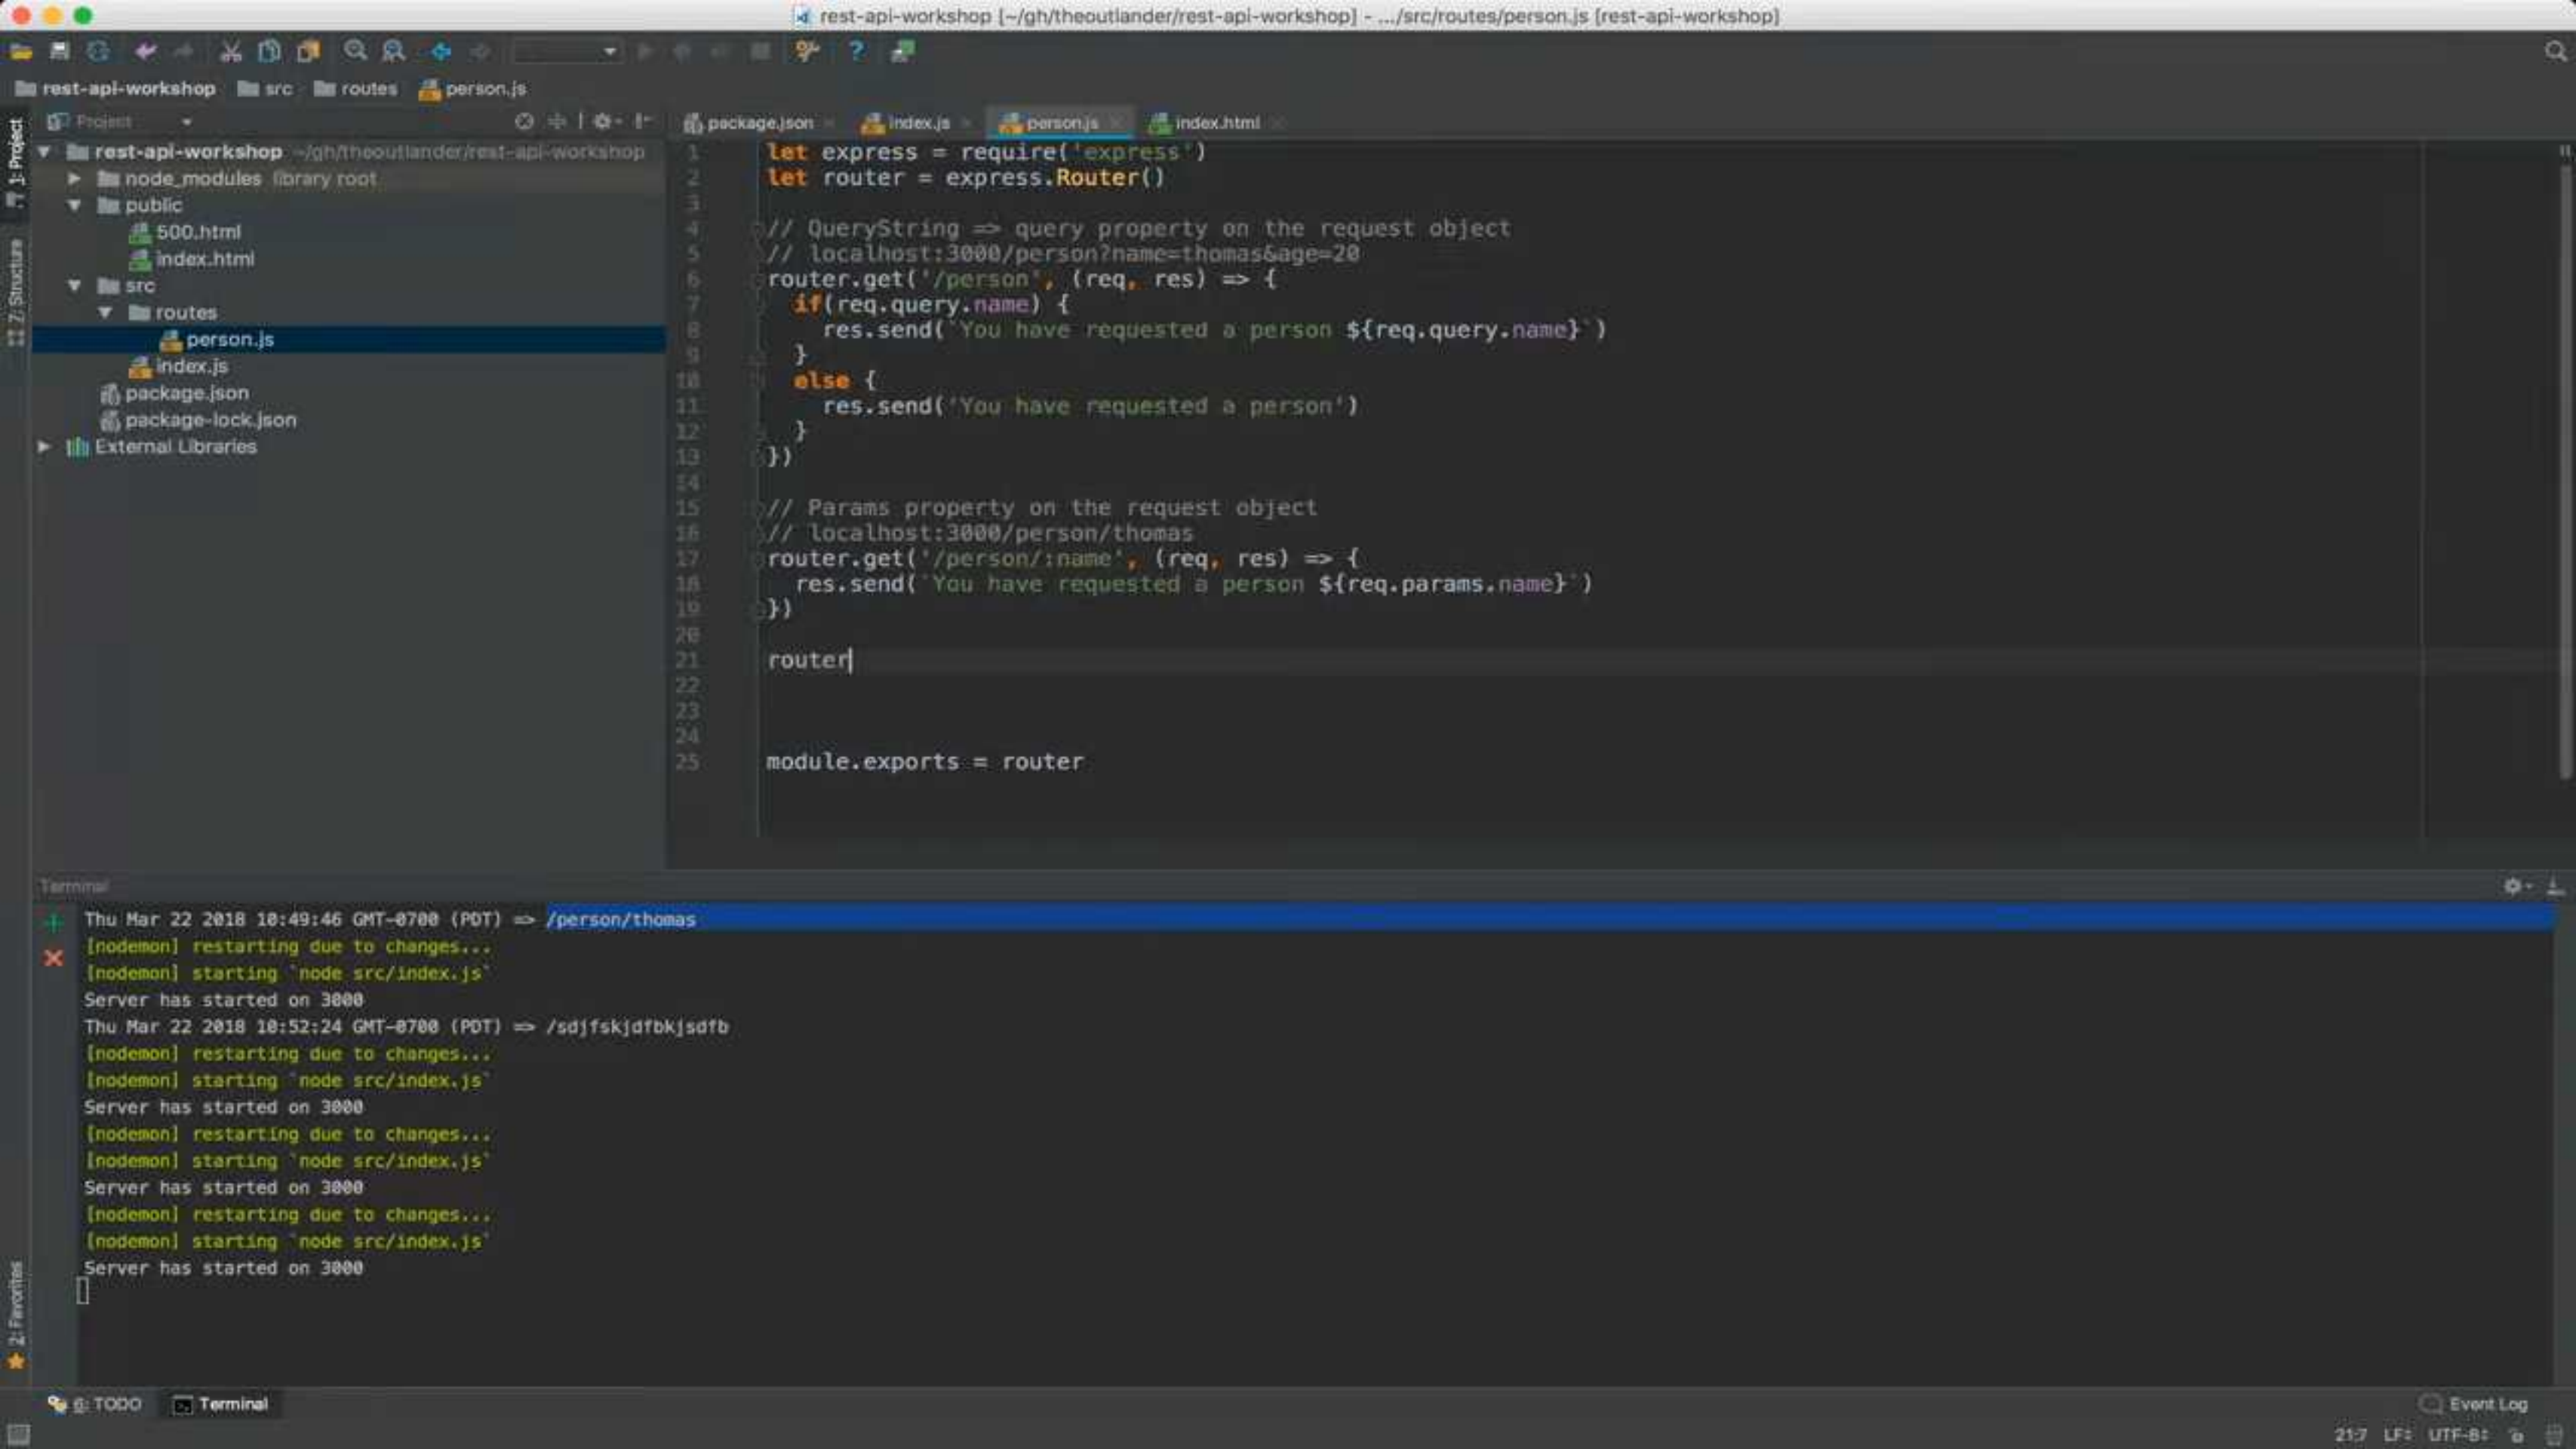 rest-api-workshop [~/gh/theoutlander/rest-api-workshop] - .../src/routes/person.js [rest-api-workshop]
rest-api-workshop src routes person.js
Project
package.json index.js person.js index.html
1: Project
Z: Structure
2: Favorites
rest-api-workshop ~/gh/theoutlander/rest-api-workshop
node_modules library root
public
500.html
index.html
src
routes
person.js
index.js
package.json
package-lock.json
External Libraries
1 let express = require('express')
2 let router = express.Router()
3
4 // QueryString => query property on the request object
5 // localhost:3000/person?name=thomas&age=20
6 router.get('/person', (req, res) => {
7 if(req.query.name) {
8 res.send(`You have requested a person ${req.query.name}`)
9 }
10 else {
11 res.send('You have requested a person')
12 }
13 })
14
15 // Params property on the request object
16 // localhost:3000/person/thomas
17 router.get('/person/:name', (req, res) => {
18 res.send(`You have requested a person ${req.params.name}`)
19 })
20
21 router
22
23
24
25 module.exports = router
Terminal
Thu Mar 22 2018 10:49:46 GMT-0700 (PDT) => /person/thomas
[nodemon] restarting due to changes...
[nodemon] starting `node src/index.js`
Server has started on 3000
Thu Mar 22 2018 10:52:24 GMT-0700 (PDT) => /sdjfskjdfbkjsdfb
[nodemon] restarting due to changes...
[nodemon] starting `node src/index.js`
Server has started on 3000
[nodemon] restarting due to changes...
[nodemon] starting `node src/index.js`
Server has started on 3000
[nodemon] restarting due to changes...
[nodemon] starting `node src/index.js`
Server has started on 3000
6: TODO Terminal Event Log
21:7 LF÷ UTF-8÷